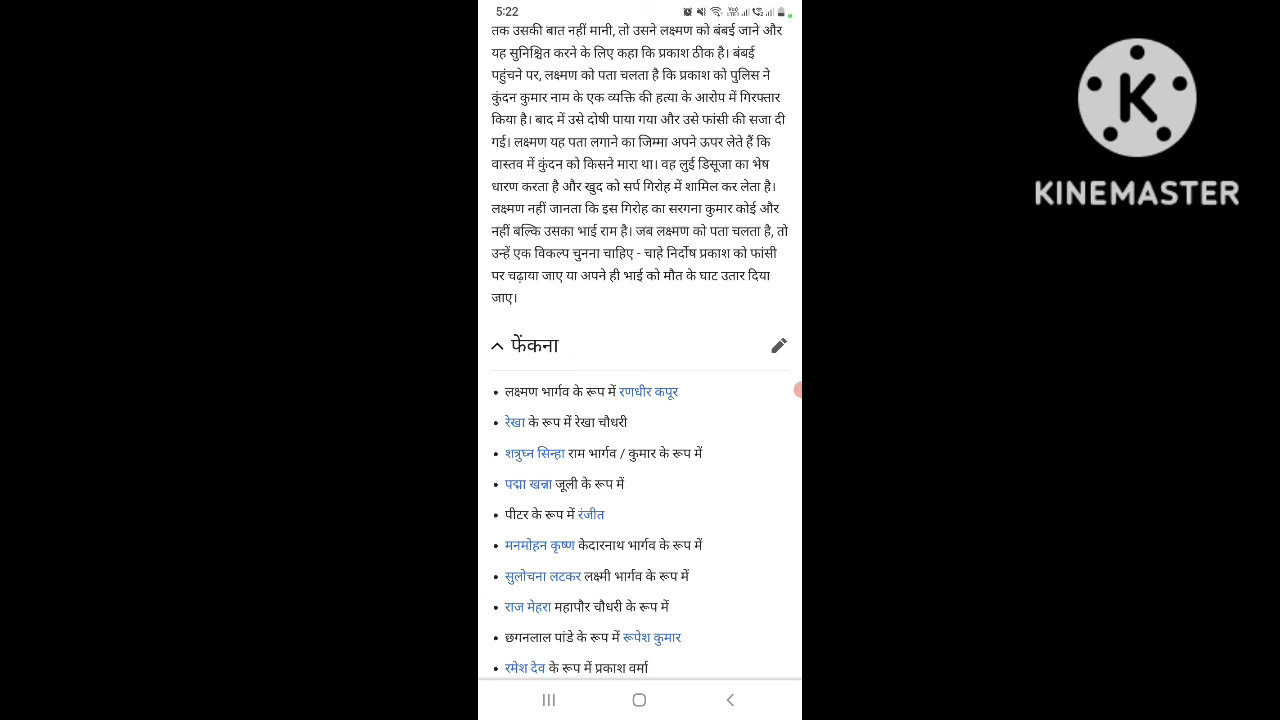 5:22
तक उसकी बात नहीं मानी, तो उसने लक्ष्मण को बंबई जाने और
यह सुनिश्चित करने के लिए कहा कि प्रकाश ठीक है। बंबई
पहुंचने पर, लक्ष्मण को पता चलता है कि प्रकाश को पुलिस ने
कुंदन कुमार नाम के एक व्यक्ति की हत्या के आरोप में गिरफ्तार
किया है। बाद में उसे दोषी पाया गया और उसे फांसी की सजा दी
गई। लक्ष्मण यह पता लगाने का जिम्मा अपने ऊपर लेते हैं कि
वास्तव में कुंदन को किसने मारा था। वह लुई डिसूजा का भेष
धारण करता है और खुद को सर्प गिरोह में शामिल कर लेता है।
लक्ष्मण नहीं जानता कि इस गिरोह का सरगना कुमार कोई और
नहीं बल्कि उसका भाई राम है। जब लक्ष्मण को पता चलता है, तो
उन्हें एक विकल्प चुनना चाहिए - चाहे निर्दोष प्रकाश को फांसी
पर चढ़ाया जाए या अपने ही भाई को मौत के घाट उतार दिया
जाए।
फेंकना
• लक्ष्मण भार्गव के रूप में रणधीर कपूर
• रेखा के रूप में रेखा चौधरी
• शत्रुघ्न सिन्हा राम भार्गव / कुमार के रूप में
• पद्मा खन्ना जूली के रूप में
• पीटर के रूप में रंजीत
• मनमोहन कृष्ण केदारनाथ भार्गव के रूप में
• सुलोचना लटकर लक्ष्मी भार्गव के रूप में
• राज मेहरा महापौर चौधरी के रूप में
• छगनलाल पांडे के रूप में रूपेश कुमार
• रमेश देव के रूप में प्रकाश वर्मा
K
KINEMASTER